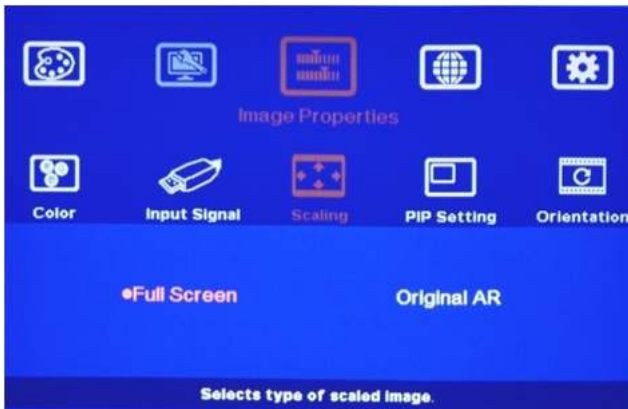 Image Properties
Color
Input Signal
Scaling
PIP Setting
Orientation
Full Screen
Original AR
Selects type of scaled image.